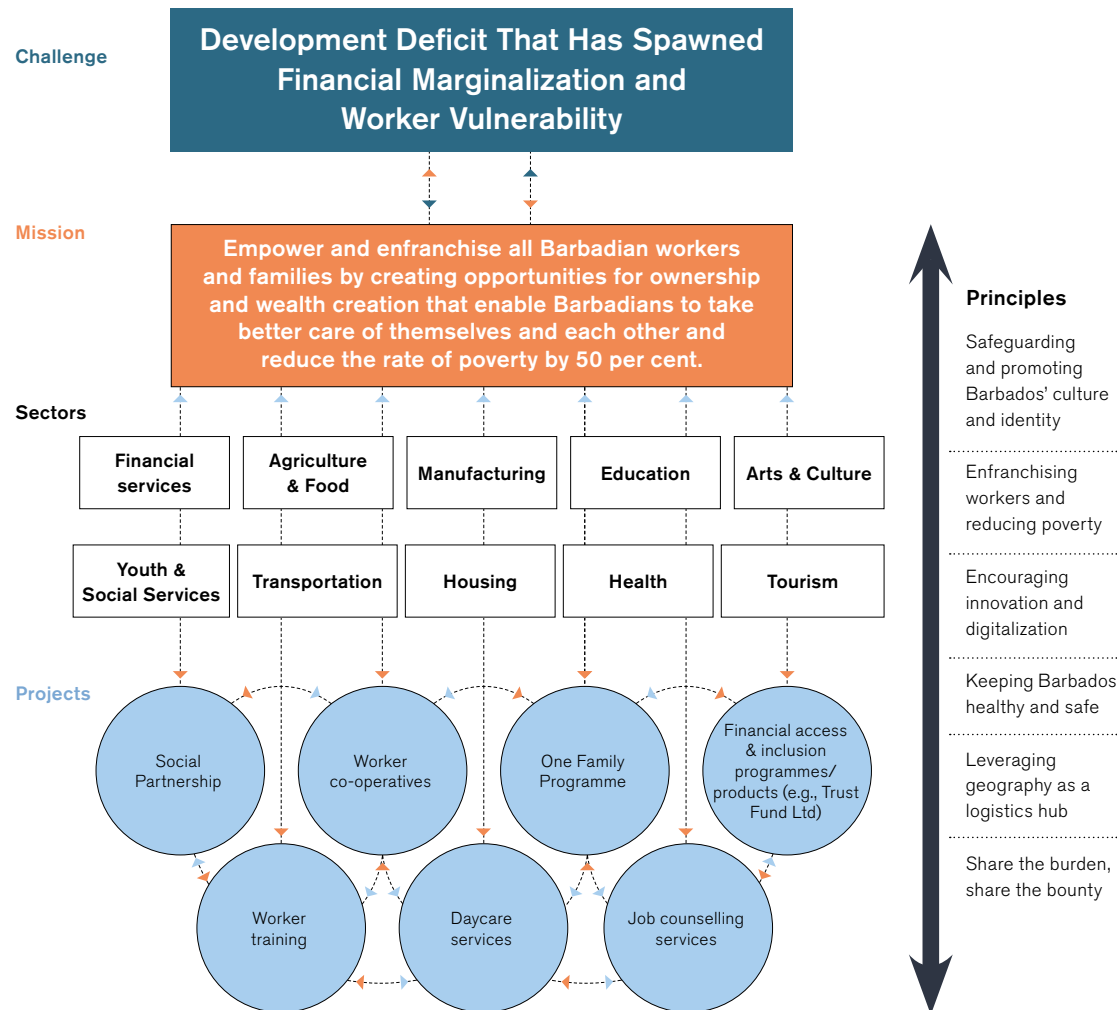 Challenge
Development Deficit That Has Spawned
Financial Marginalization and
Worker Vulnerability
Mission
Empower and enfranchise all Barbadian workers
and families by creating opportunities for ownership
and wealth creation that enable Barbadians to take
better care of themselves and each other and
reduce the rate of poverty by 50 per cent.
Sectors
Financial
services
Agriculture
& Food
Manufacturing
Education
Arts & Culture
Youth &
Social Services
Transportation
Housing
Health
Tourism
Projects
Social
Partnership
Worker
co-operatives
One Family
Programme
Financial access
& inclusion
programmes/
products (e.g., Trust
Fund Ltd)
Worker
training
Daycare
services
Job counselling
services
Principles
Safeguarding
and promoting
Barbados’ culture
and identity
Enfranchising
workers and
reducing poverty
Encouraging
innovation and
digitalization
Keeping Barbados
healthy and safe
Leveraging
geography as a
logistics hub
Share the burden,
share the bounty